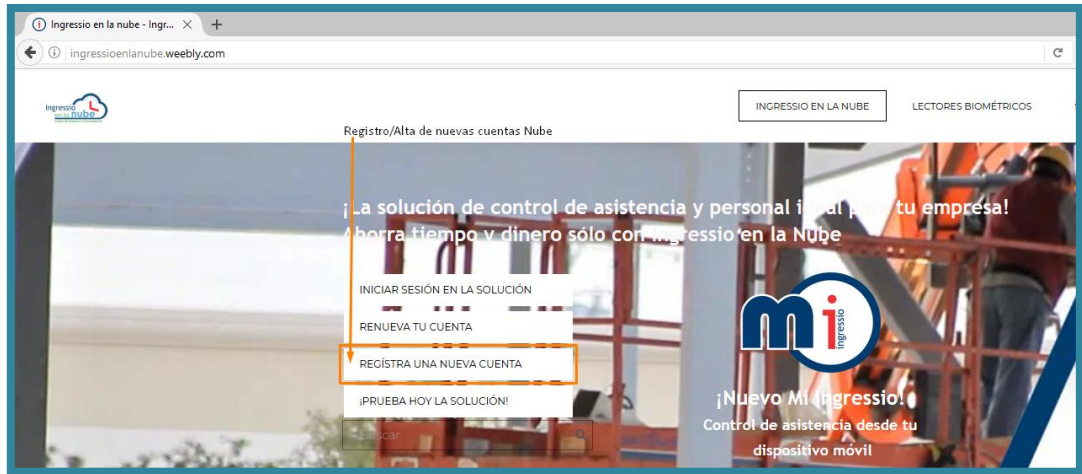 Ingressio en la nube - Ingr...
ingressioenlanube.weebly.com
Ingressio
en la nube
INGRESSIO EN LA NUBE
LECTORES BIOMÉTRICOS
Registro/Alta de nuevas cuentas Nube
¡La solución de control de asistencia y personal ideal para tu empresa!
Ahorra tiempo y dinero sólo con Ingressio en la Nube
INICIAR SESIÓN EN LA SOLUCIÓN
RENUEVA TU CUENTA
REGÍSTRA UNA NUEVA CUENTA
¡PRUEBA HOY LA SOLUCIÓN!
Buscar
mi
ingressio
¡Nuevo Mi Ingressio!
Control de asistencia desde tu
dispositivo móvil